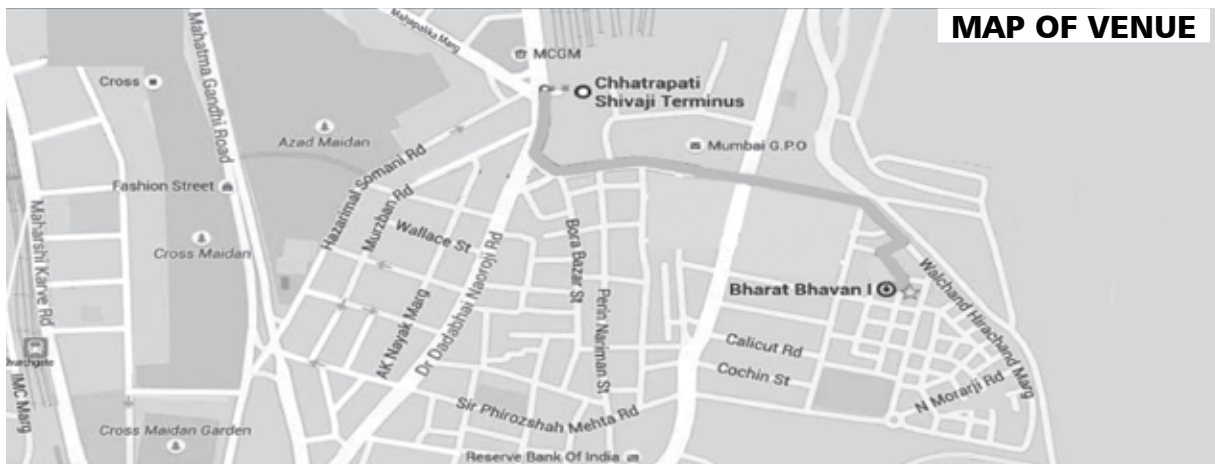 MAP OF VENUE
Mahapalika Marg
MCGM
Mahatma Gandhi Road
Cross
Chhatrapati
Shivaji Terminus
Azad Maidan
Mumbai G.P.O
Hazarimal Somani Rd
Fashion Street
Murzban Rd
Maharshi Karve Rd
Cross Maidan
Wallace St
Bora Bazar St
Dr Dadabhai Naoroji Rd
Walchand Hirachand Marg
Bharat Bhavan I
Perin Nariman St
AK Nayak Marg
Calicut Rd
Cochin St
IMC Marg
N Morarji Rd
Sir Phirozshah Mehta Rd
Cross Maidan Garden
Reserve Bank Of India